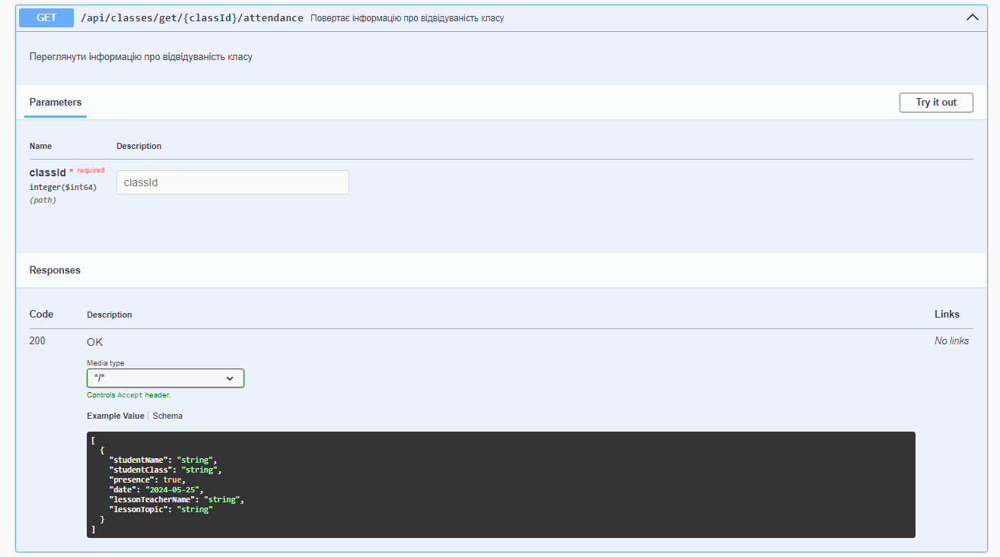 GET /api/classes/get/{classId}/attendance Повертає інформацію про відвідуваність класу
Переглянути інформацію про відвідуваність класу
Parameters Try it out
Name Description
classId * required classId
integer($int64)
(path)
Responses
Code Description Links
200 OK No links
Media type
*/*
Controls Accept header.
Example Value Schema
[
{
"studentName": "string",
"studentClass": "string",
"presence": true,
"date": "2024-05-25",
"lessonTeacherName": "string",
"lessonTopic": "string"
}
]